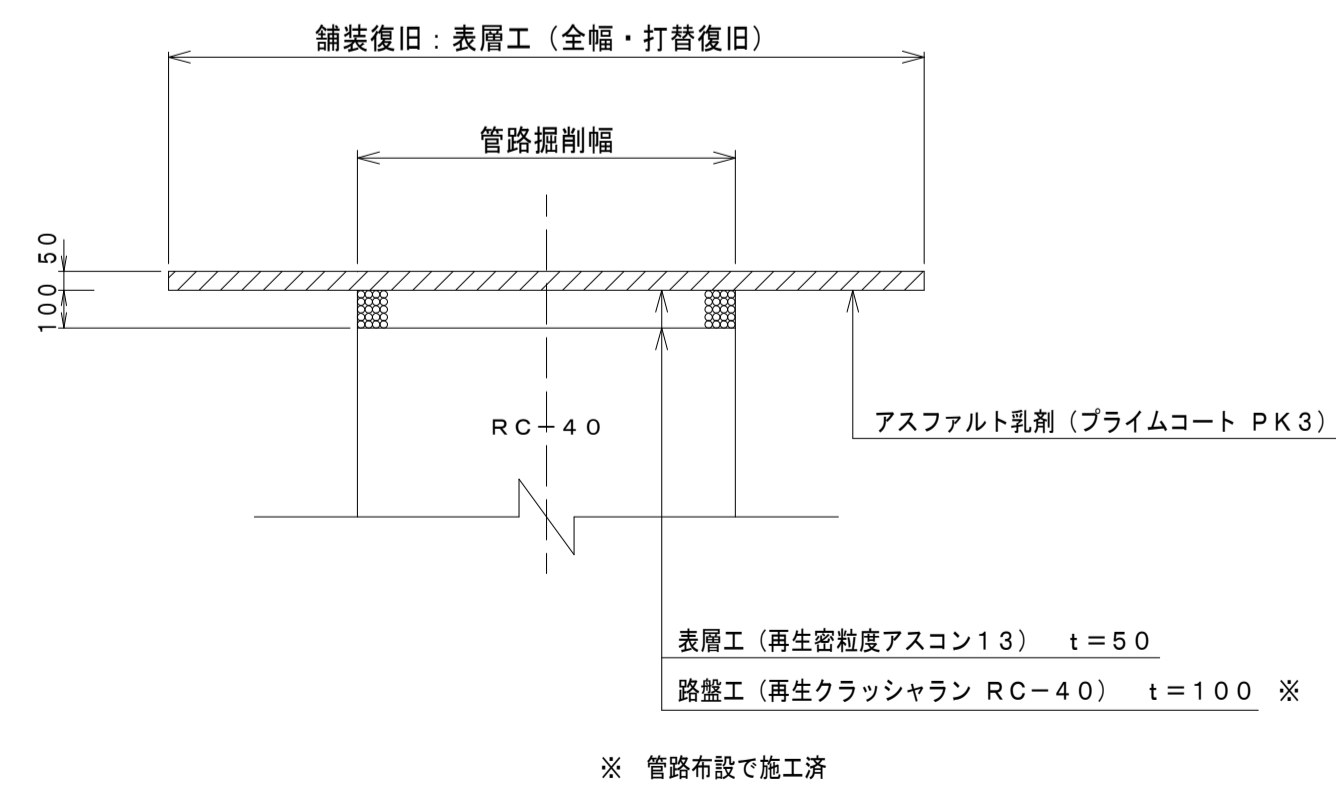 舗装復旧：表層工（全幅・打替復旧）
管路掘削幅
50
100
RC-40
アスファルト乳剤（プライムコート PK3）
表層工（再生密粒度アスコン13） t＝50
路盤工（再生クラッシャラン RC－40） t＝100 ※
※ 管路布設で施工済